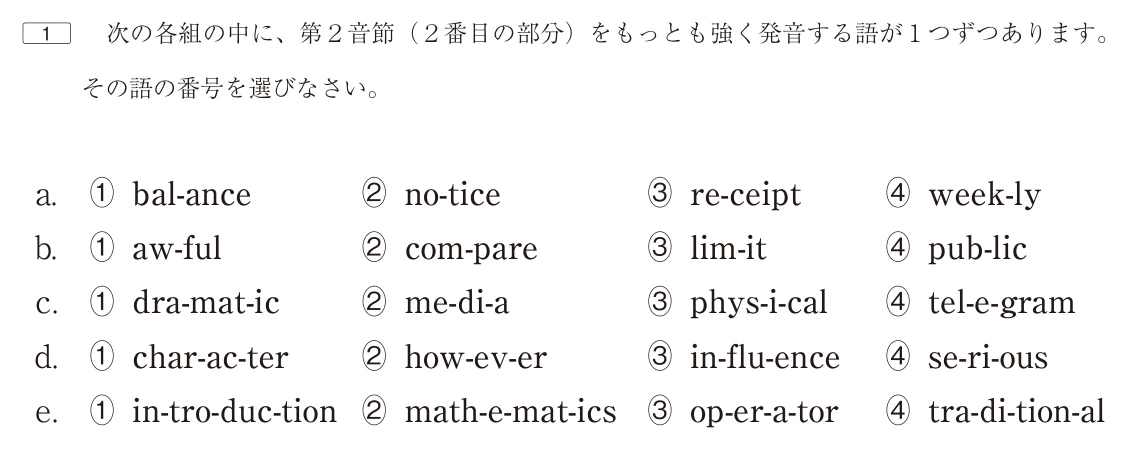 1 次の各組の中に、第２音節（２番目の部分）をもっとも強く発音する語が１つずつあります。
その語の番号を選びなさい。
a. ① bal-ance ② no-tice ③ re-ceipt ④ week-ly
b. ① aw-ful ② com-pare ③ lim-it ④ pub-lic
c. ① dra-mat-ic ② me-di-a ③ phys-i-cal ④ tel-e-gram
d. ① char-ac-ter ② how-ev-er ③ in-flu-ence ④ se-ri-ous
e. ① in-tro-duc-tion ② math-e-mat-ics ③ op-er-a-tor ④ tra-di-tion-al